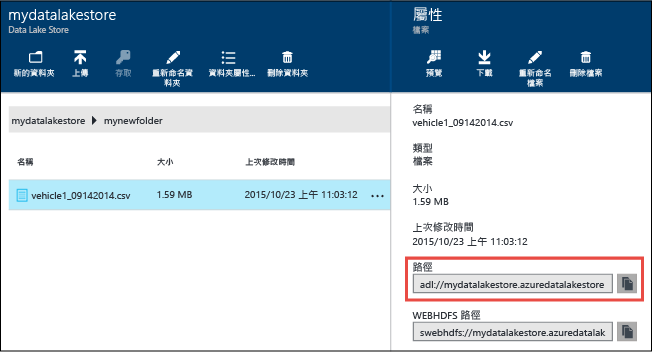 mydatalakestore
Data Lake Store
新的資料夾
上傳
存取
重新命名資
料夾
資料夾屬性...
刪除資料夾
mydatalakestore
mynewfolder
名稱
大小
上次修改時間
vehicle1_09142014.csv
1.59 MB
2015/10/23 上午 11:03:12
...
屬性
檔案
預覽
下載
重新命名
檔案
刪除檔案
名稱
vehicle1_09142014.csv
類型
檔案
大小
1.59 MB
上次修改時間
2015/10/23 上午 11:03:12
路徑
adl://mydatalakestore.azuredatalakestore
WEBHDFS 路徑
swebhdfs://mydatalakestore.azuredatalak